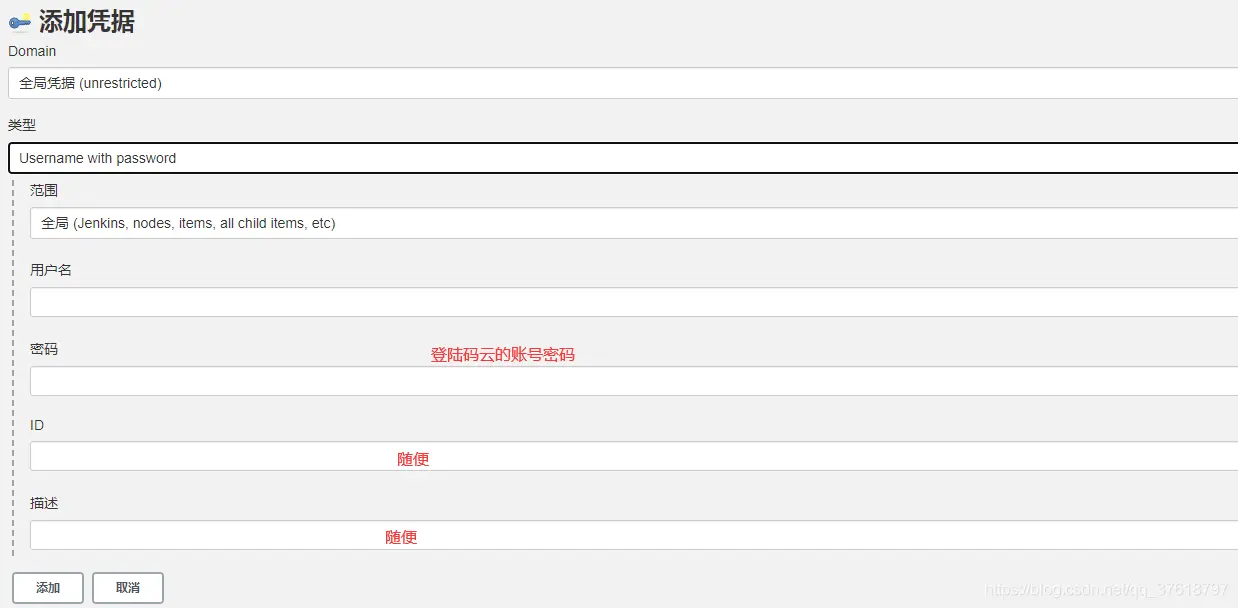 添加凭据
Domain
全局凭据 (unrestricted)
类型
Username with password
范围
全局 (Jenkins, nodes, items, all child items, etc)
用户名
密码
登陆码云的账号密码
ID
随便
描述
随便
添加 取消
https://blog.csdn.net/qq_37618797